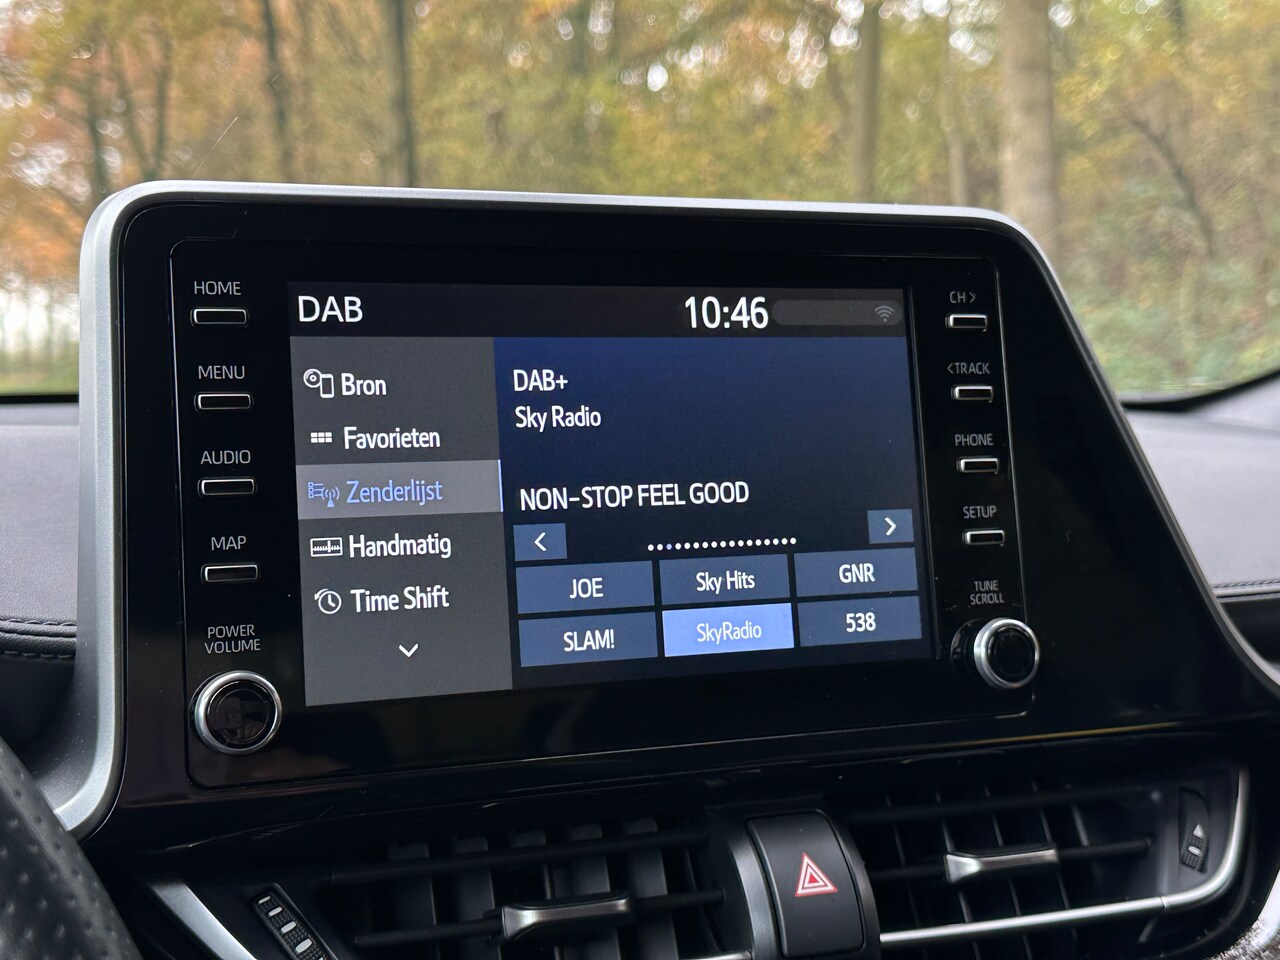 HOME
MENU
AUDIO
MAP
POWER
VOLUME
DAB
10:46
Bron
Favorieten
Zenderlijst
Handmatig
Time Shift
DAB+
Sky Radio
NON-STOP FEEL GOOD
JOE
Sky Hits
GNR
SLAM!
SkyRadio
538
CH >
< TRACK
PHONE
SETUP
TUNE
SCROLL